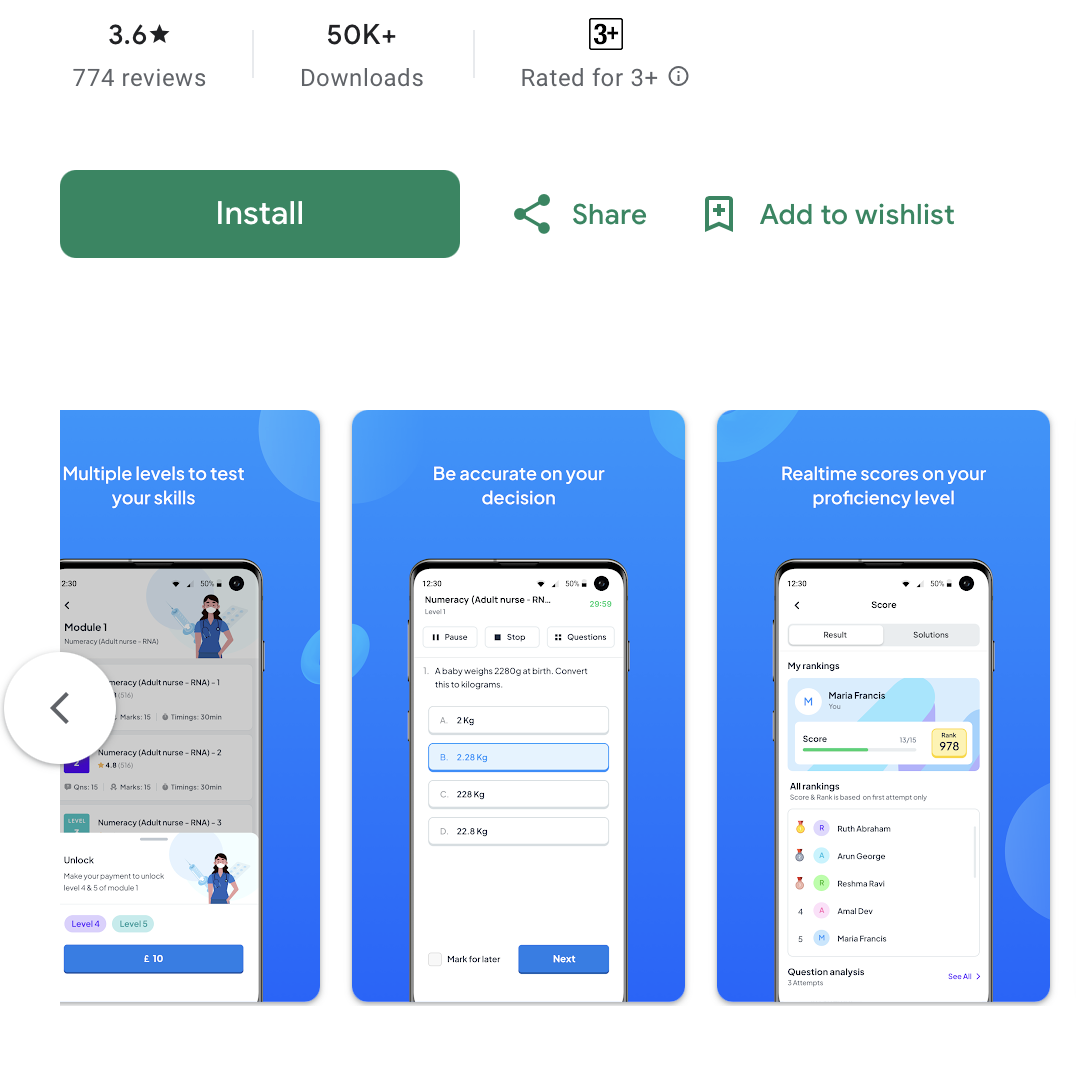 3.6★
774 reviews
50K+
Downloads
3+
Rated for 3+
Install
Share
Add to wishlist
Multiple levels to test
your skills
2:30
50%
Module 1
Numeracy (Adult nurse - RNA)
meracy (Adult nurse - RNA) - 1
(516)
Marks: 15
Timings: 30min
2
Numeracy (Adult nurse - RNA) - 2
4.8 (516)
Qns: 15
Marks: 15
Timings: 30min
LEVEL
Numeracy (Adult nurse - RNA) - 3
Unlock
Make your payment to unlock
level 4 & 5 of module 1
Level 4
Level 5
£ 10
Be accurate on your
decision
12:30
50%
Numeracy (Adult nurse - RN...
29:59
Level 1
Pause
Stop
Questions
1. A baby weighs 2280g at birth. Convert
this to kilograms.
A. 2 Kg
B. 2.28 Kg
C. 228 Kg
D. 22.8 Kg
Mark for later
Next
Realtime scores on your
proficiency level
12:30
50%
Score
Result
Solutions
My rankings
M
Maria Francis
You
Score
13/15
Rank
978
All rankings
Score & Rank is based on first attempt only
R Ruth Abraham
A Arun George
R Reshma Ravi
4 A Amal Dev
5 M Maria Francis
Question analysis
3 Attempts
See All